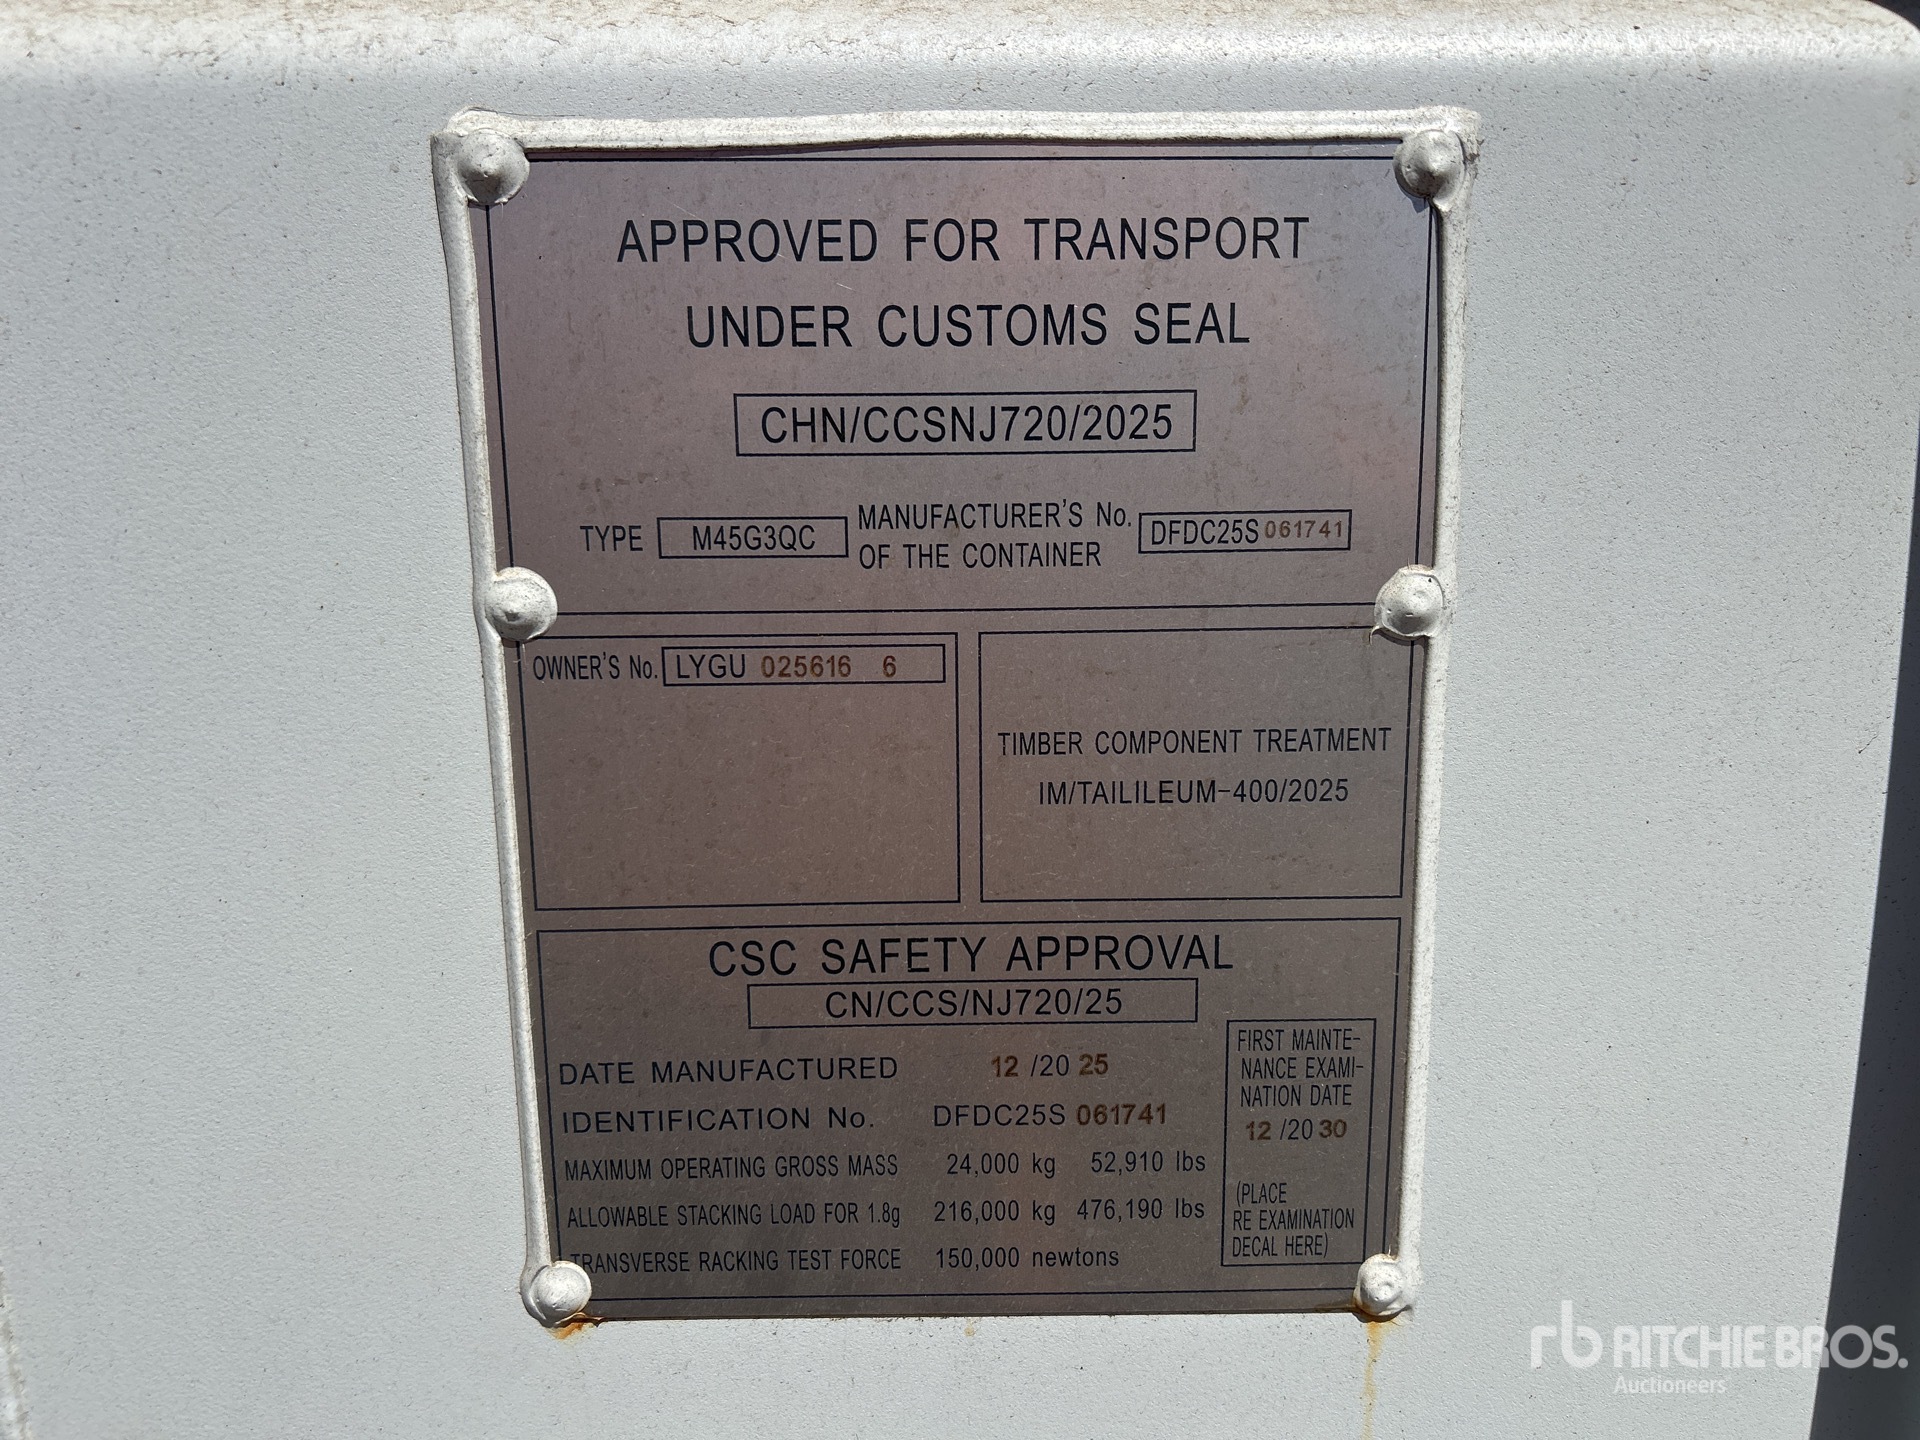 APPROVED FOR TRANSPORT
UNDER CUSTOMS SEAL
CHN/CCSNJ720/2025
TYPE M45G3QC MANUFACTURER'S No. OF THE CONTAINER DFDC25S 061741
OWNER'S No. LYGU 025616 6
TIMBER COMPONENT TREATMENT
IM/TAILILEUM-400/2025
CSC SAFETY APPROVAL
CN/CCS/NJ720/25
DATE MANUFACTURED 12 /20 25
IDENTIFICATION No. DFDC25S 061741
MAXIMUM OPERATING GROSS MASS 24,000 kg 52,910 lbs
ALLOWABLE STACKING LOAD FOR 1.8g 216,000 kg 476,190 lbs
TRANSVERSE RACKING TEST FORCE 150,000 newtons
FIRST MAINTE-
NANCE EXAMI-
NATION DATE
12 /20 30
(PLACE
RE EXAMINATION
DECAL HERE)
rb RITCHIE BROS.
Auctioneers